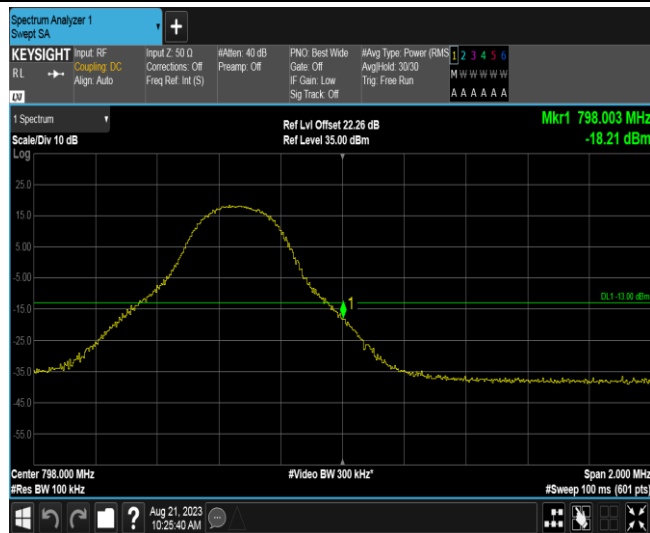 Spectrum Analyzer 1
Swept SA
+
KEYSIGHT
RL
LXI
Input: RF
Coupling: DC
Align: Auto
Input Z: 50 Ω
Corrections: Off
Freq Ref: Int (S)
#Atten: 40 dB
Preamp: Off
PNO: Best Wide
Gate: Off
IF Gain: Low
Sig Track: Off
#Avg Type: Power (RMS
Avg|Hold: 30/30
Trig: Free Run
1 2 3 4 5 6
M W W W W W
A A A A A A
1 Spectrum
Scale/Div 10 dB
Ref Lvl Offset 22.26 dB
Ref Level 35.00 dBm
Mkr1 798.003 MHz
-18.21 dBm
Log
25.0
15.0
5.00
-5.00
-15.0
-25.0
-35.0
-45.0
-55.0
1
DL1 -13.00 dBm
Center 798.000 MHz
#Res BW 100 kHz
#Video BW 300 kHz*
Span 2.000 MHz
#Sweep 100 ms (601 pts)
?
Aug 21, 2023
10:25:40 AM